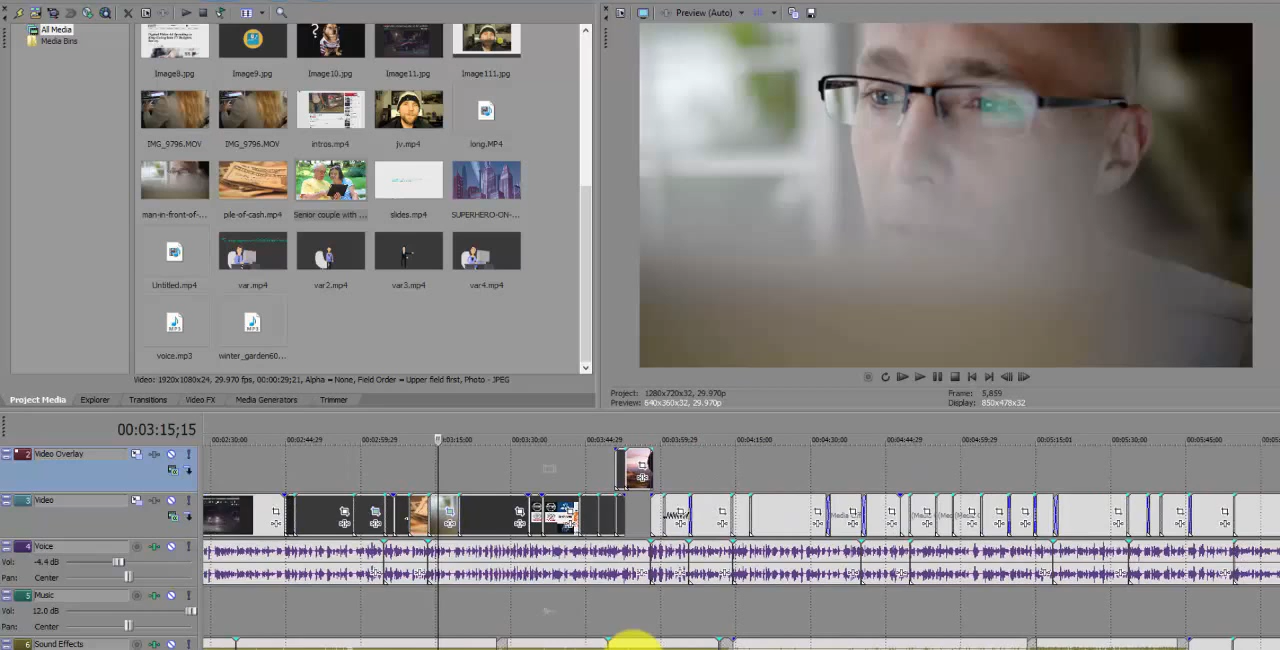 Preview (Auto)
All Media
Media Bins
Image8.jpg
Image9.jpg
Image10.jpg
Image11.jpg
Image111.jpg
IMG_9796.MOV
IMG_9796.MOV
intros.mp4
jv.mp4
long.MP4
man-in-front-of-...
pile-of-cash.mp4
Senior couple with ...
slides.mp4
SUPERHERO-ON-...
Untitled.mp4
var.mp4
var2.mp4
var3.mp4
var4.mp4
MP3
MP3
voice.mp3
winter_garden60...
Video: 1920x1080x24, 29.970 fps, 00:00:29;21, Alpha = None, Field Order = Upper field first, Photo - JPEG
Project Media
Explorer
Transitions
Video FX
Media Generators
Trimmer
Project: 1280x720x32, 29.970p
Preview: 640x360x32, 29.970p
Frame: 5,859
Display: 850x478x32
00:03:15;15
00:02:30:00
00:02:44:29
00:02:59:29
00:03:15:00
00:03:30:00
00:03:44:29
00:03:59:29
00:04:15:00
00:04:30:00
00:04:44:29
00:04:59:29
00:05:15:01
00:05:30:00
00:05:45:00
2 Video Overlay
3 Video
4 Voice
Vol: -4.4 dB
Pan: Center
5 Music
Vol: 12.0 dB
Pan: Center
6 Sound Effects